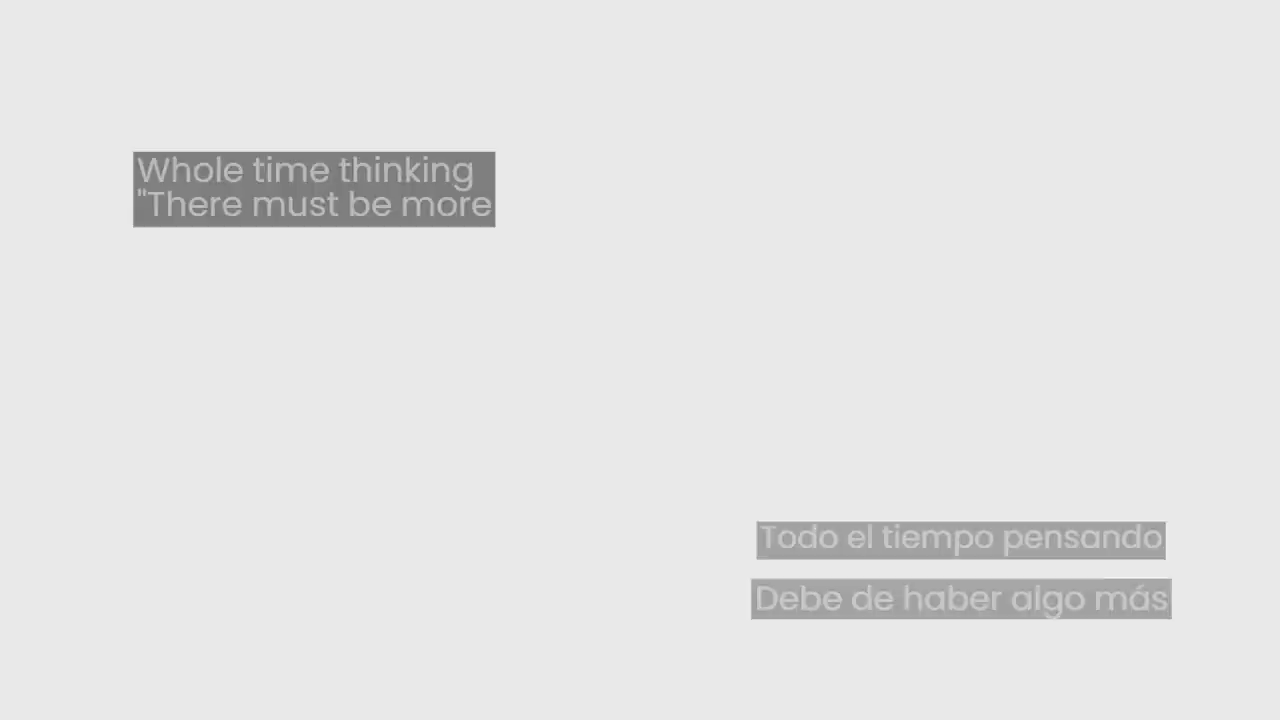 Whole time thinking
"There must be more
Todo el tiempo pensando
Debe de haber algo más